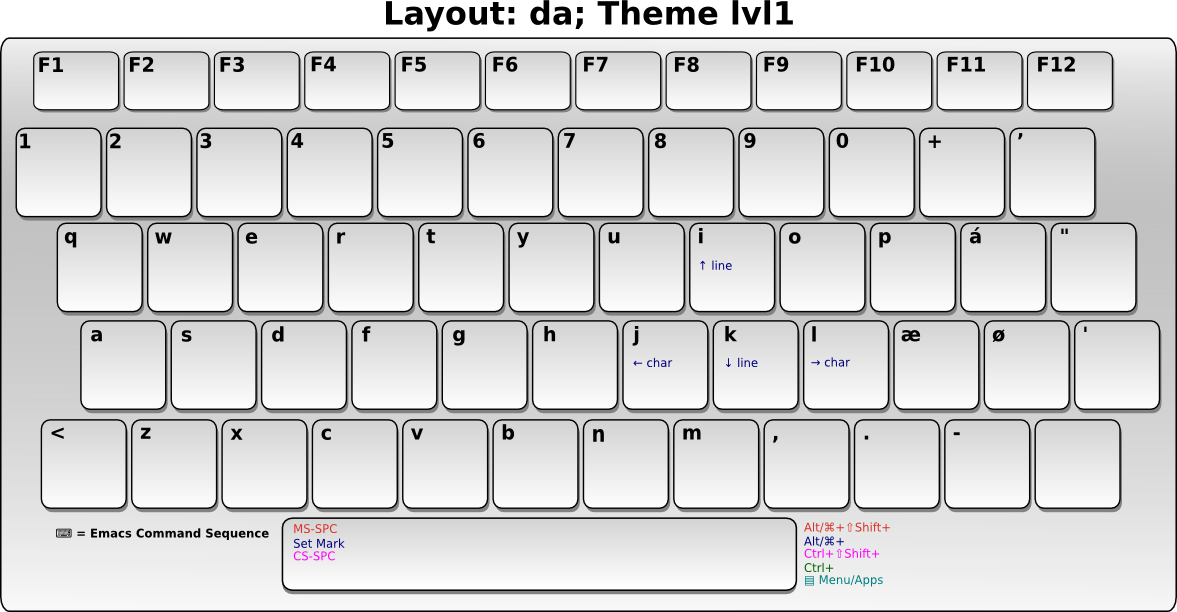 Layout: da; Theme lvl1
F1 F2 F3 F4 F5 F6 F7 F8 F9 F10 F11 F12
1 2 3 4 5 6 7 8 9 0 + ’
q w e r t y u i o p á "
↑ line
a s d f g h j k l æ ø '
← char ↓ line → char
< z x c v b n m , . -
⌨ = Emacs Command Sequence
MS-SPC
Set Mark
CS-SPC
Alt/⌘+⇧Shift+
Alt/⌘+
Ctrl+⇧Shift+
Ctrl+
▤ Menu/Apps